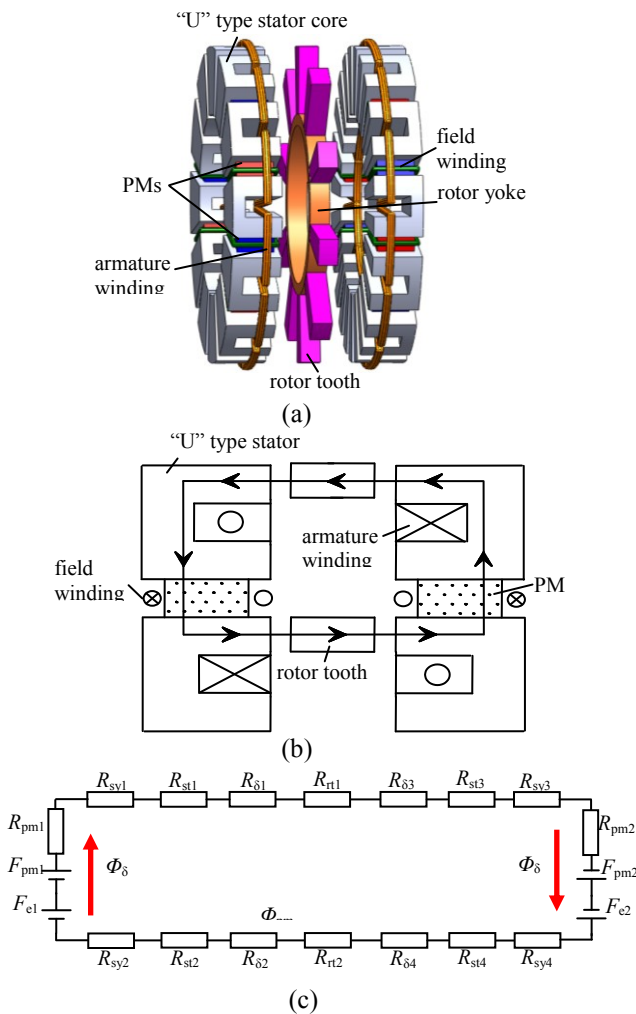 “U” type stator core
PMs
armature
winding
field
winding
rotor yoke
rotor tooth
(a)
“U” type stator
armature
winding
field
winding
PM
rotor tooth
(b)
Rsy1 Rst1 Rδ1 Rrt1 Rδ3 Rst3 Rsy3
Rpm1 Rpm2
Fpm1 Φδ Φδ Fpm2
Fe1 Fe2
Rsy2 Rst2 Rδ2 Rrt2 Rδ4 Rst4 Rsy4
(c)